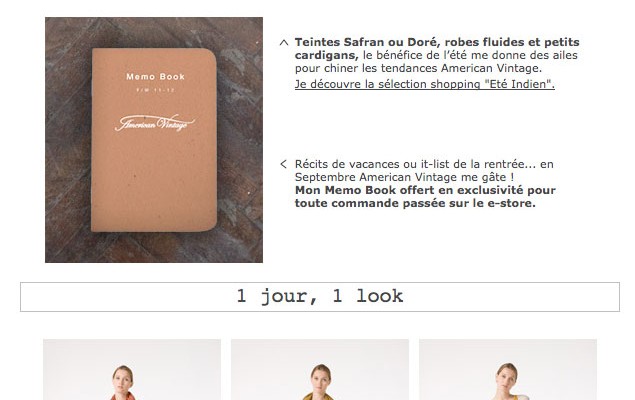 Memo Book
F/W 11-12
American Vintage
Teintes Safran ou Doré, robes fluides et petits
cardigans, le bénéfice de l'été me donne des ailes
pour chiner les tendances American Vintage.
Je découvre la sélection shopping "Eté Indien".
Récits de vacances ou it-list de la rentrée... en
Septembre American Vintage me gâte !
Mon Memo Book offert en exclusivité pour
toute commande passée sur le e-store.
1 jour, 1 look